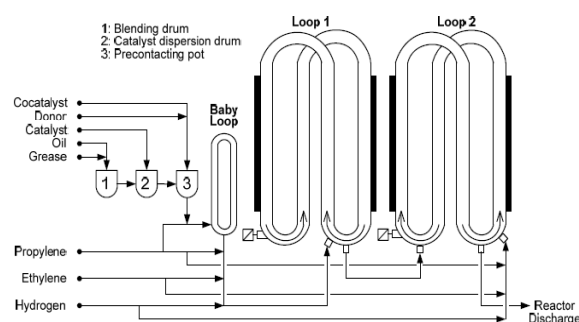 Loop 1
Loop 2
1: Blending drum
2: Catalyst dispersion drum
3: Precontacting pot
Cocatalyst
Donor
Catalyst
Oil
Grease
Baby
Loop
1
2
3
Propylene
Ethylene
Hydrogen
Reactor
Discharge